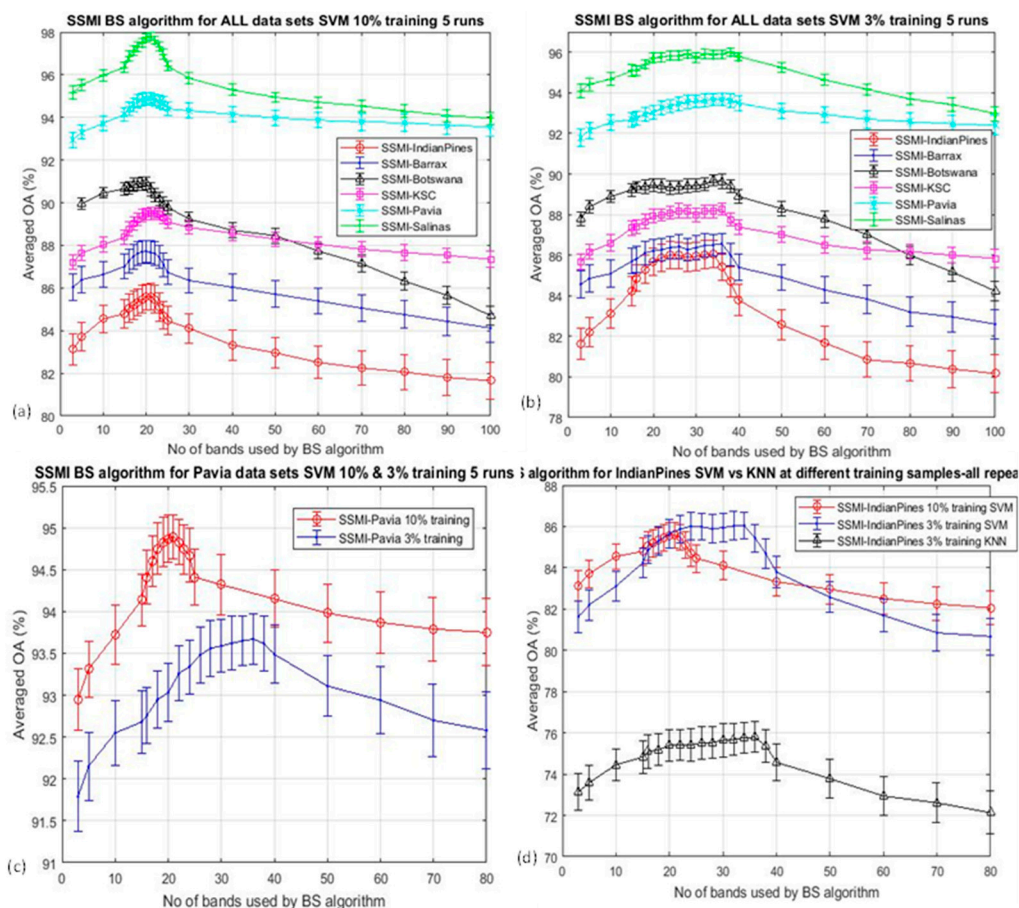 SSMI BS algorithm for ALL data sets SVM 10% training 5 runs
98
96
94
92
90
88
86
84
82
80
Averaged OA (%)
SSMI-IndianPines
SSMI-Barrax
SSMI-Botswana
SSMI-KSC
SSMI-Pavia
SSMI-Salinas
0 10 20 30 40 50 60 70 80 90 100
No of bands used by BS algorithm
(a)
SSMI BS algorithm for ALL data sets SVM 3% training 5 runs
98
96
94
92
90
88
86
84
82
80
78
Averaged OA (%)
SSMI-IndianPines
SSMI-Barrax
SSMI-Botswana
SSMI-KSC
SSMI-Pavia
SSMI-Salinas
0 10 20 30 40 50 60 70 80 90 100
No of bands used by BS algorithm
(b)
SSMI BS algorithm for Pavia data sets SVM 10% & 3% training 5 runs
95.5
95
94.5
94
93.5
93
92.5
92
91.5
91
Averaged OA (%)
SSMI-Pavia 10% training
SSMI-Pavia 3% training
0 10 20 30 40 50 60 70 80
No of bands used by BS algorithm
(c)
S algorithm for IndianPines SVM vs KNN at different training samples-all repea
88
86
84
82
80
78
76
74
72
70
Averaged OA (%)
SSMI-IndianPines 10% training SVM
SSMI-IndianPines 3% training SVM
SSMI-IndianPines 3% training KNN
0 10 20 30 40 50 60 70 80
No of bands used by BS algorithm
(d)